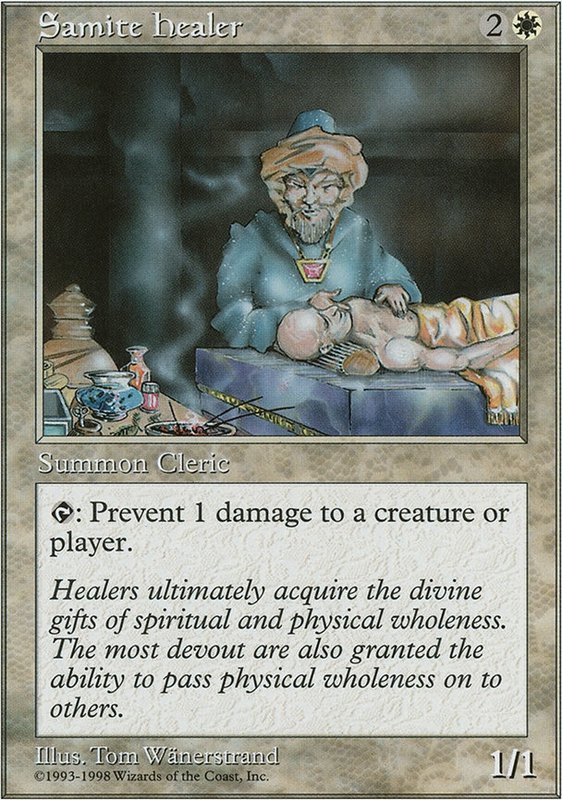 Samite Healer 2
Summon Cleric
: Prevent 1 damage to a creature or
player.
Healers ultimately acquire the divine
gifts of spiritual and physical wholeness.
The most devout are also granted the
ability to pass physical wholeness on to
others.
Illus. Tom Wänerstrand
©1993-1998 Wizards of the Coast, Inc.
1/1